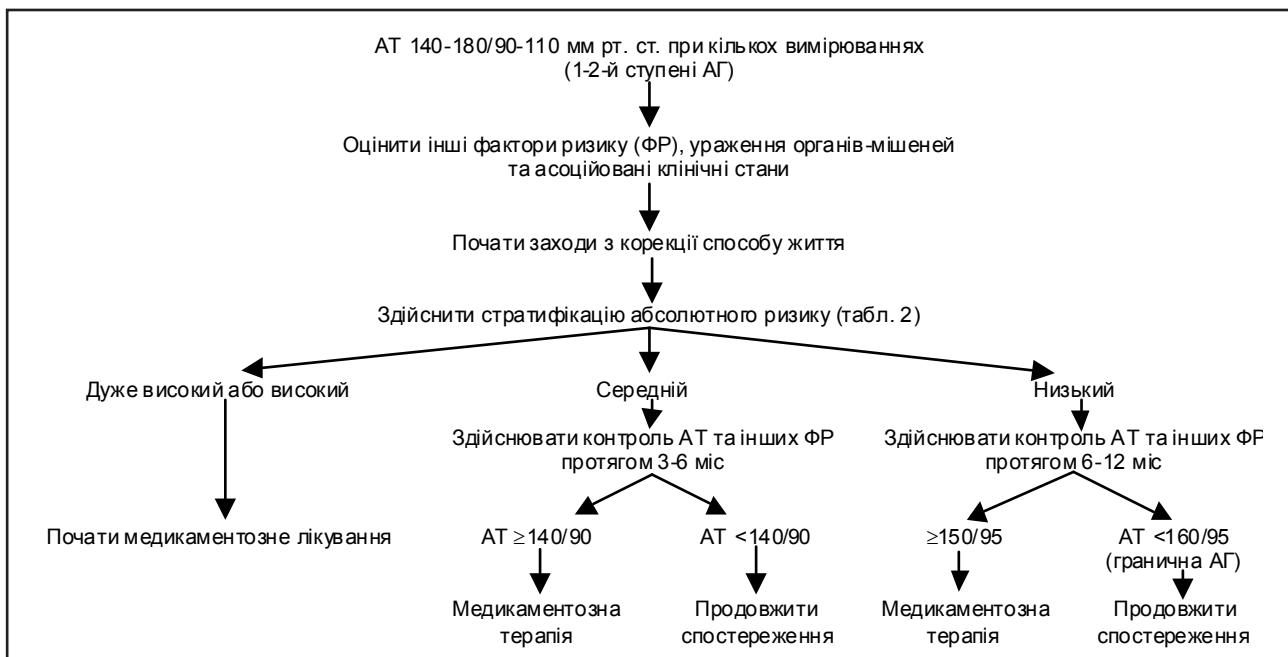 АТ 140-180/90-110 мм рт. ст. при кількох вимірюваннях
(1-2-й ступені АГ)
Оцінити інші фактори ризику (ФР), ураження органів-мішеней
та асоційовані клінічні стани
Почати заходи з корекції способу життя
Здійснити стратифікацію абсолютного ризику (табл. 2)
Дуже високий або високий
Середній
Низький
Здійснювати контроль АТ та інших ФР
протягом 3-6 міс
Здійснювати контроль АТ та інших ФР
протягом 6-12 міс
Почати медикаментозне лікування
АТ ≥140/90
АТ <140/90
≥150/95
АТ <160/95
(гранична АГ)
Медикаментозна
терапія
Продовжити
спостереження
Медикаментозна
терапія
Продовжити
спостереження